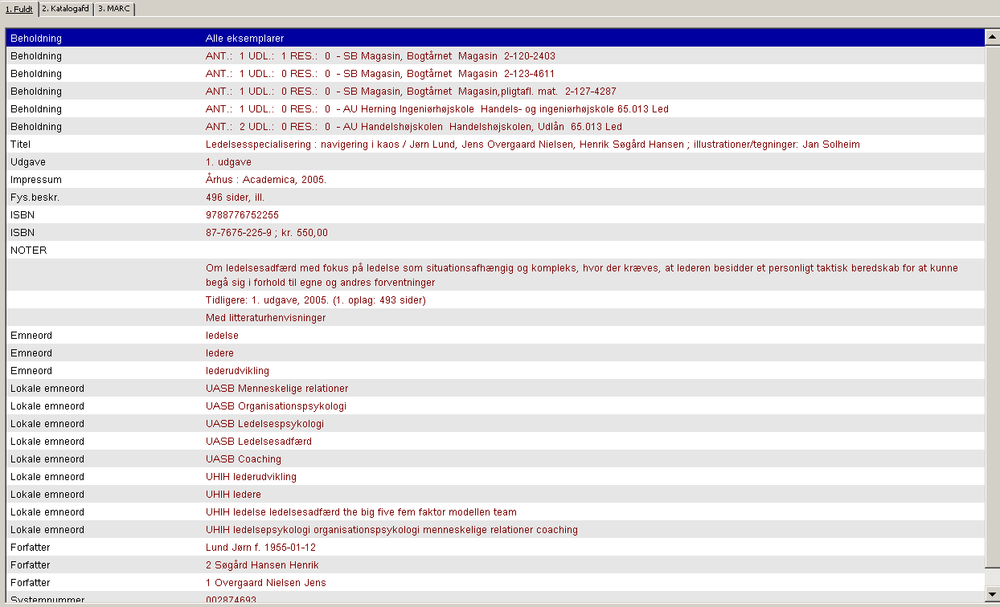 1. Fuldt 2. Katalogafd 3. MARC
Beholdning Alle eksemplarer
Beholdning ANT.: 1 UDL.: 1 RES.: 0 - SB Magasin, Bogtårnet Magasin 2-120-2403
Beholdning ANT.: 1 UDL.: 0 RES.: 0 - SB Magasin, Bogtårnet Magasin 2-123-4611
Beholdning ANT.: 1 UDL.: 0 RES.: 0 - SB Magasin, Bogtårnet Magasin,pligtafl. mat. 2-127-4287
Beholdning ANT.: 1 UDL.: 0 RES.: 0 - AU Herning Ingeniørhøjskole Handels- og ingeniørhøjskole 65.013 Led
Beholdning ANT.: 2 UDL.: 0 RES.: 0 - AU Handelshøjskolen Handelshøjskolen, Udlån 65.013 Led
Titel Ledelsesspecialisering : navigering i kaos / Jørn Lund, Jens Overgaard Nielsen, Henrik Søgård Hansen ; illustrationer/tegninger: Jan Solheim
Udgave 1. udgave
Impressum Århus : Academica, 2005.
Fys.beskr. 496 sider, ill.
ISBN 9788776752255
ISBN 87-7675-225-9 ; kr. 550,00
NOTER
Om ledelsesadfærd med fokus på ledelse som situationsafhængig og kompleks, hvor der kræves, at lederen besidder et personligt taktisk beredskab for at kunne
begå sig i forhold til egne og andres forventninger
Tidligere: 1. udgave, 2005. (1. oplag: 493 sider)
Med litteraturhenvisninger
Emneord ledelse
Emneord ledere
Emneord lederudvikling
Lokale emneord UASB Menneskelige relationer
Lokale emneord UASB Organisationspsykologi
Lokale emneord UASB Ledelsespsykologi
Lokale emneord UASB Ledelsesadfærd
Lokale emneord UASB Coaching
Lokale emneord UHIH lederudvikling
Lokale emneord UHIH ledere
Lokale emneord UHIH ledelse ledelsesadfærd the big five fem faktor modellen team
Lokale emneord UHIH ledelsepsykologi organisationspsykologi menneskelige relationer coaching
Forfatter Lund Jørn f. 1955-01-12
Forfatter 2 Søgård Hansen Henrik
Forfatter 1 Overgaard Nielsen Jens
Systemnummer 002874693